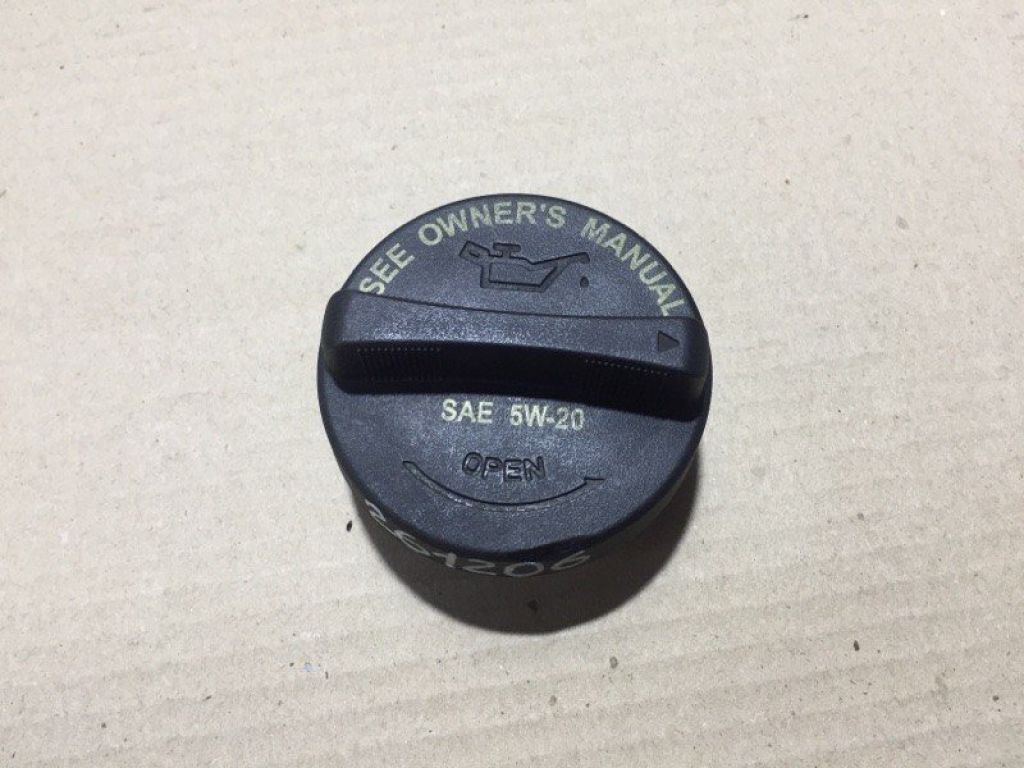 SEE OWNER'S MANUAL
SAE 5W-20
OPEN
261206